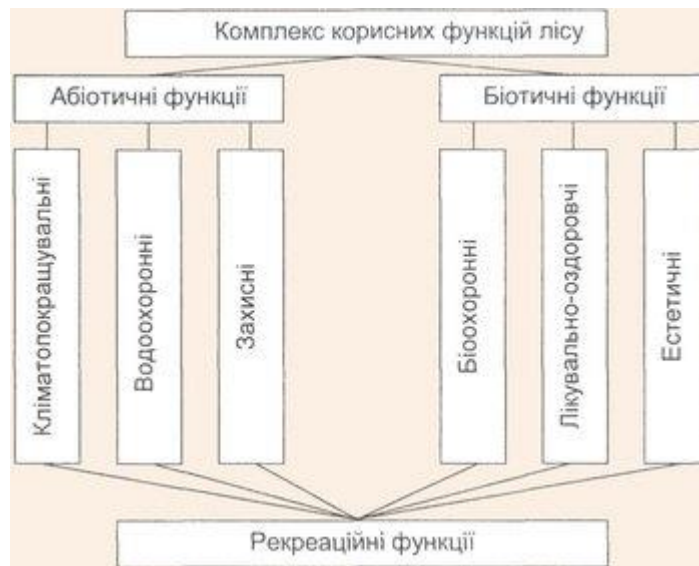 Комплекс корисних функцій лісу
Абіотичні функції
Біотичні функції
Кліматопокращувальні
Водоохоронні
Захисні
Біоохоронні
Лікувально-оздоровчі
Естетичні
Рекреаційні функції